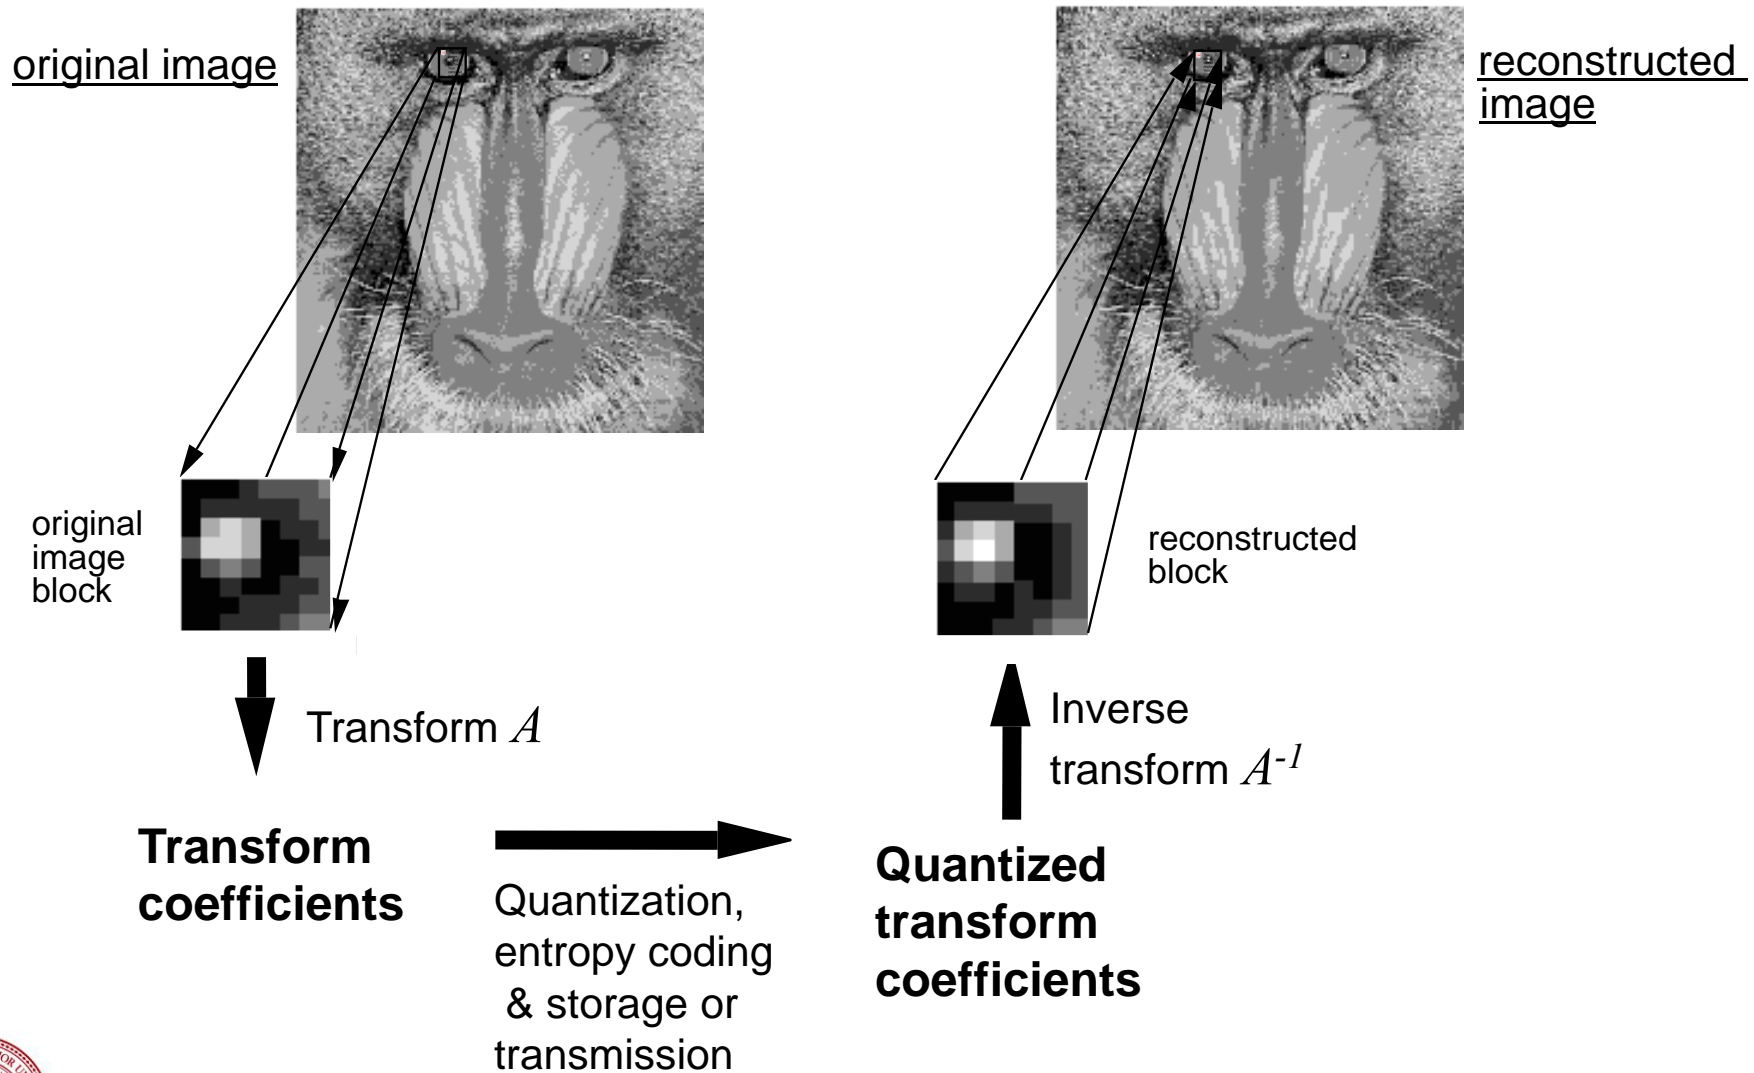 original image
reconstructed
image
original
image
block
reconstructed
block
Transform A
Inverse
transform A⁻¹
Transform
coefficients
Quantization,
entropy coding
& storage or
transmission
Quantized
transform
coefficients